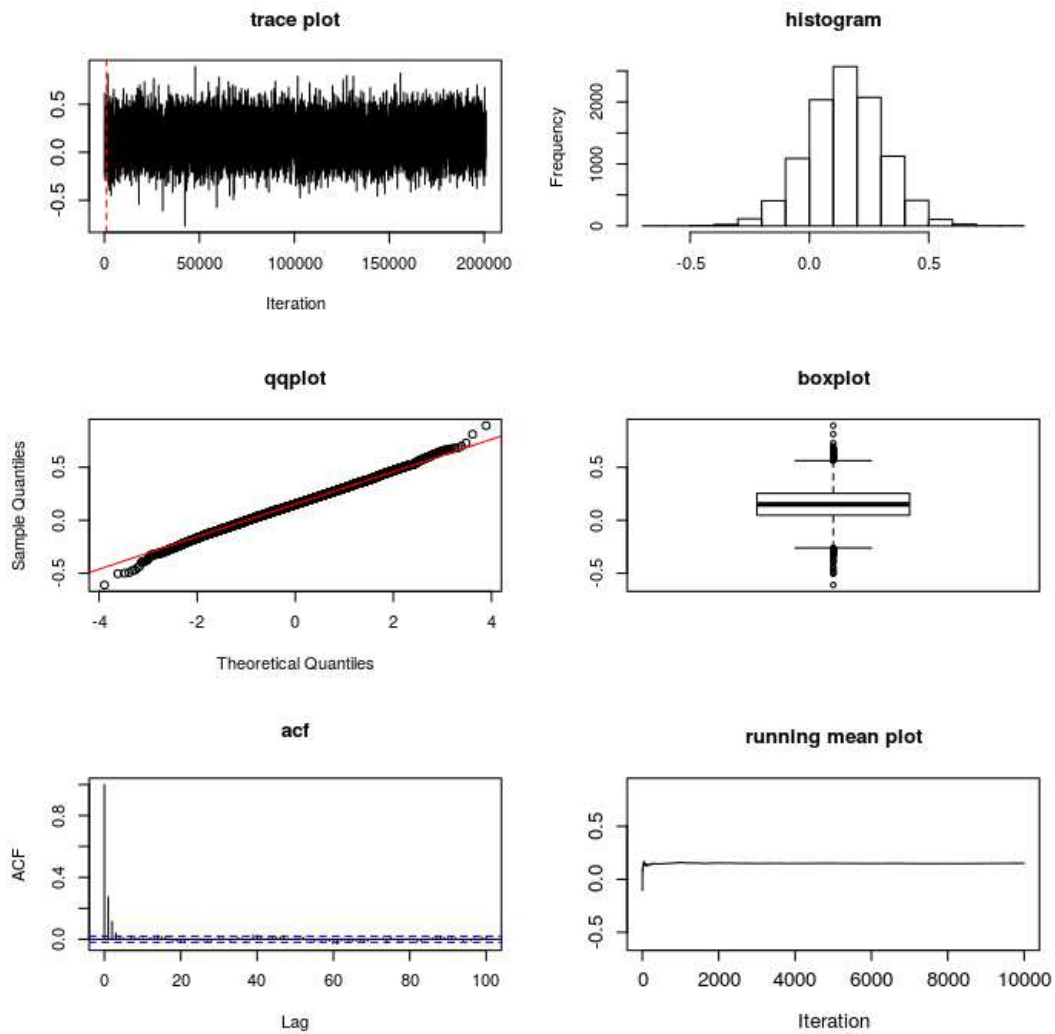 trace plot
0.5
0.0
-0.5
0 50000 100000 150000 200000
Iteration
histogram
Frequency
2000
1000
0
-0.5 0.0 0.5
qqplot
Sample Quantiles
0.5
0.0
-0.5
-4 -2 0 2 4
Theoretical Quantiles
boxplot
0.5
0.0
-0.5
acf
ACF
0.8
0.4
0.0
0 20 40 60 80 100
Lag
running mean plot
0.5
0.0
-0.5
0 2000 4000 6000 8000 10000
Iteration